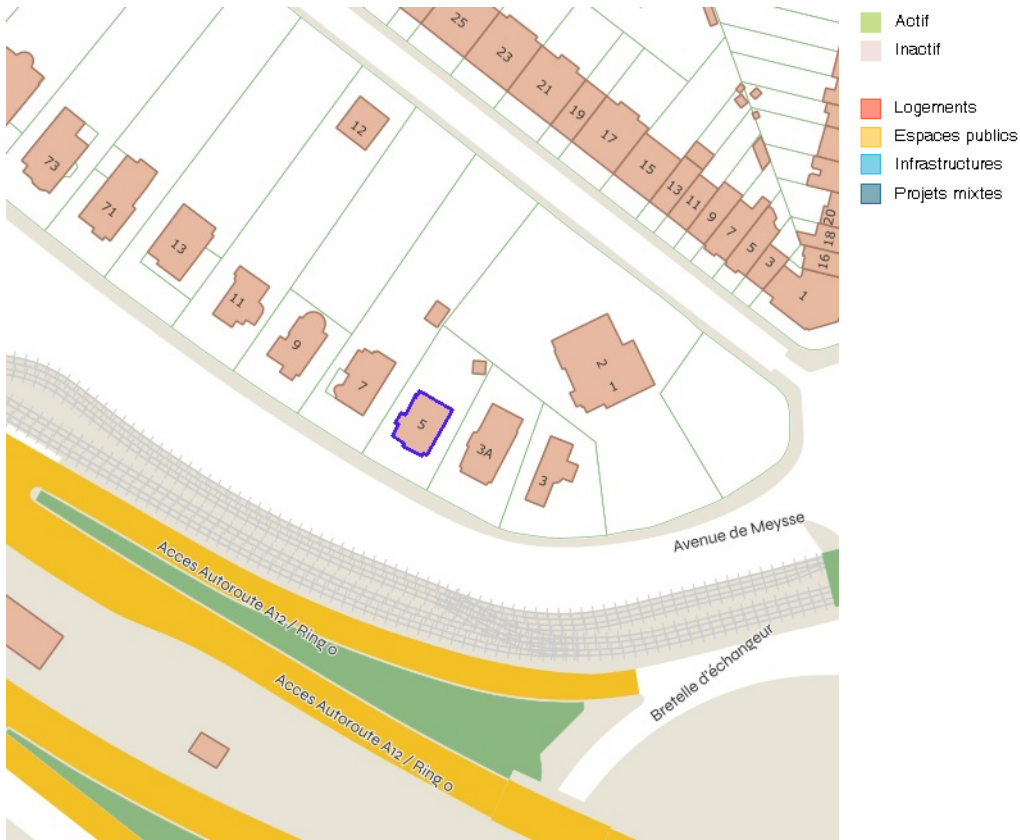 Actif
Inactif
Logements
Espaces publics
Infrastructures
Projets mixtes
25
23
21
19
17
15
13
11
9
7
5
3
1
20
18
16
12
73
71
13
11
9
7
5
3A
3
2
1
Avenue de Meysse
Acces Autoroute A12 / Ring 0
Acces Autoroute A12 / Ring 0
Bretelle d'échangeur